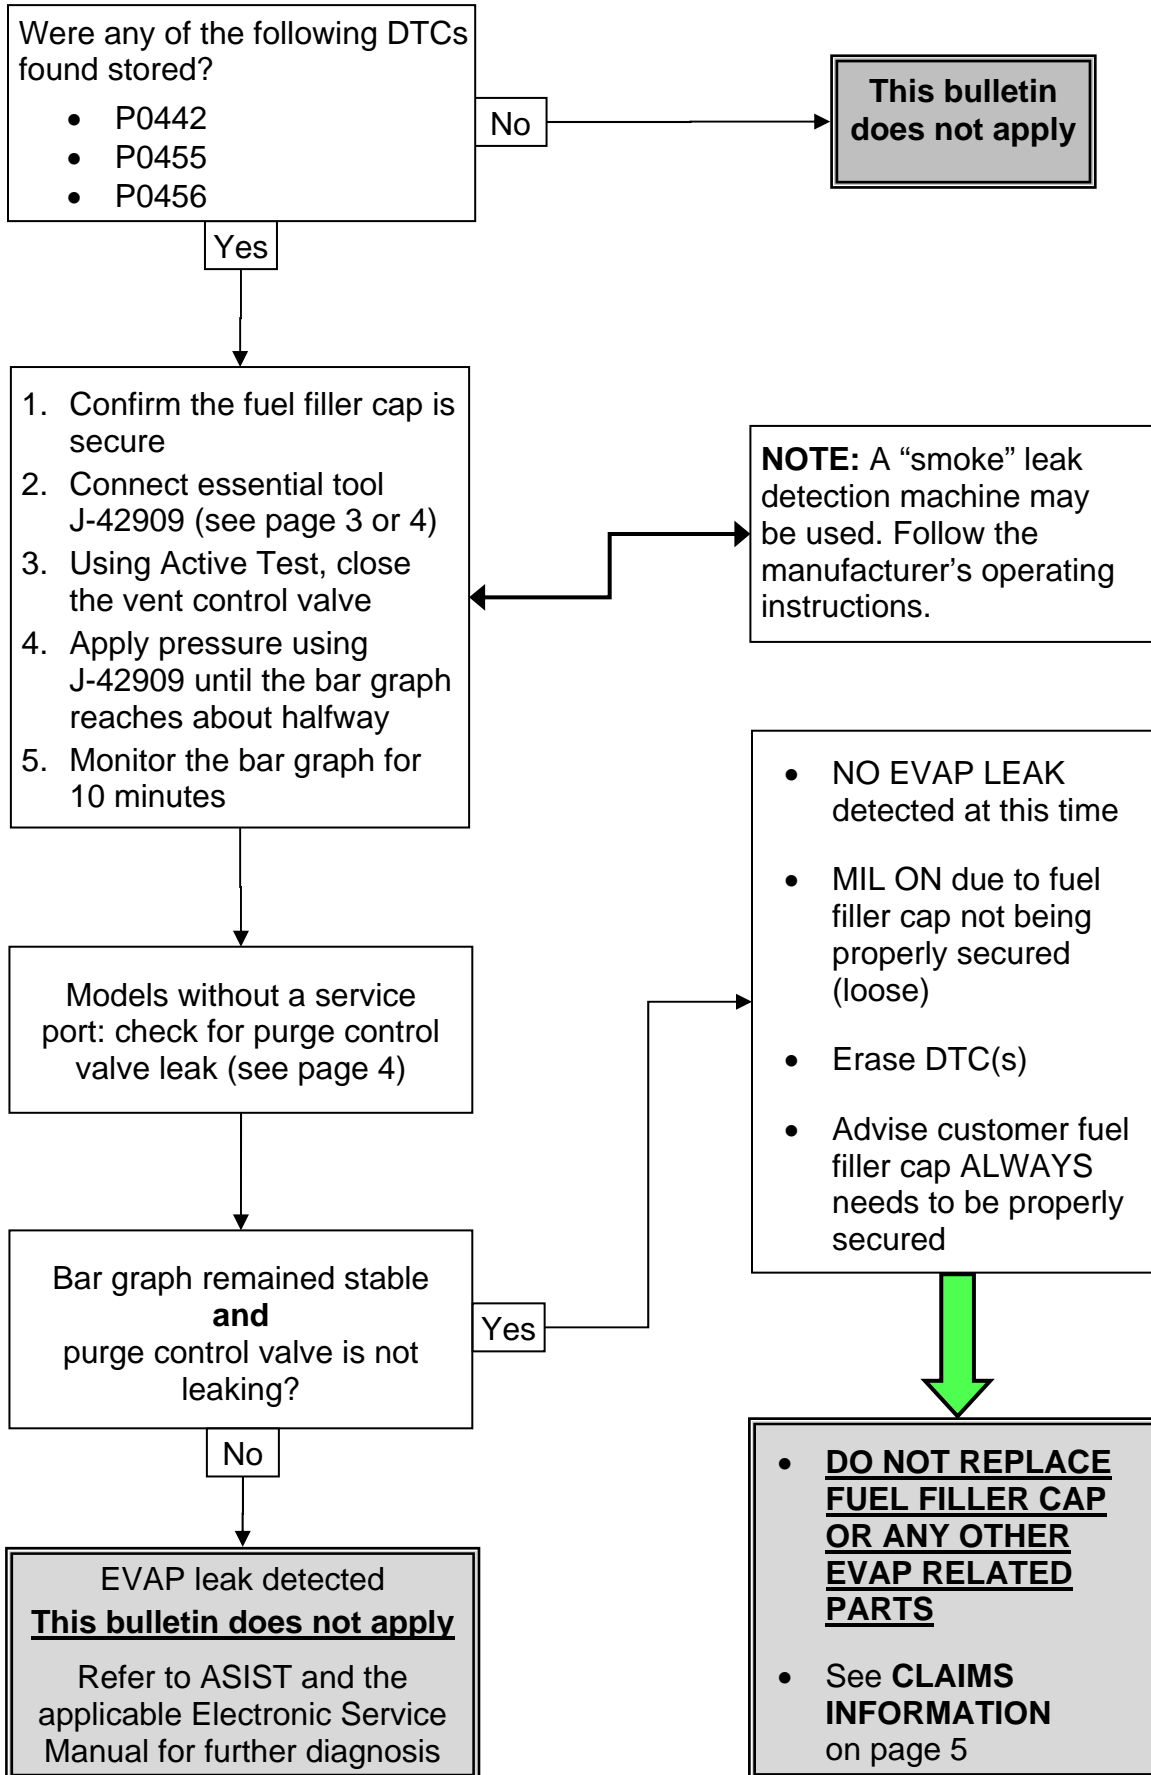 Were any of the following DTCs
found stored?
• P0442
• P0455
• P0456
No
This bulletin
does not apply
Yes
1. Confirm the fuel filler cap is
secure
2. Connect essential tool
J-42909 (see page 3 or 4)
3. Using Active Test, close
the vent control valve
4. Apply pressure using
J-42909 until the bar graph
reaches about halfway
5. Monitor the bar graph for
10 minutes
NOTE: A “smoke” leak
detection machine may
be used. Follow the
manufacturer’s operating
instructions.
Models without a service
port: check for purge control
valve leak (see page 4)
Bar graph remained stable
and
purge control valve is not
leaking?
Yes
• NO EVAP LEAK
detected at this time
• MIL ON due to fuel
filler cap not being
properly secured
(loose)
• Erase DTC(s)
• Advise customer fuel
filler cap ALWAYS
needs to be properly
secured
No
EVAP leak detected
This bulletin does not apply
Refer to ASIST and the
applicable Electronic Service
Manual for further diagnosis
• DO NOT REPLACE
FUEL FILLER CAP
OR ANY OTHER
EVAP RELATED
PARTS
• See CLAIMS
INFORMATION
on page 5